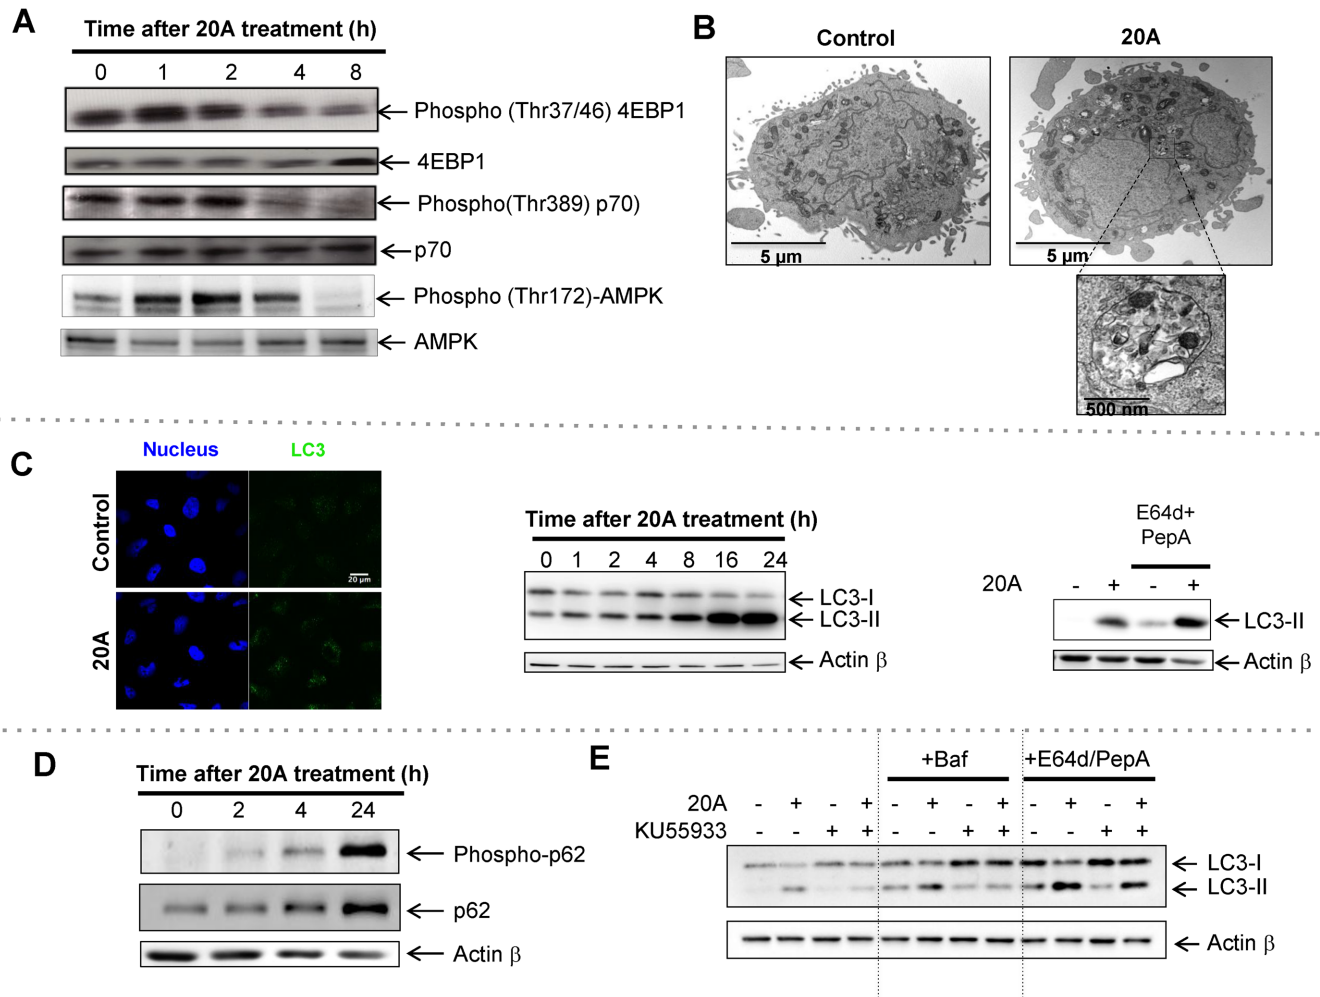 A
Time after 20A treatment (h)
0 1 2 4 8
Phospho (Thr37/46) 4EBP1
4EBP1
Phospho(Thr389) p70)
p70
Phospho (Thr172)-AMPK
AMPK
B
Control 20A
5 µm 5 µm
500 nm
C
Nucleus LC3
Control
20 µm
20A
Time after 20A treatment (h)
0 1 2 4 8 16 24
LC3-I
LC3-II
Actin β
E64d+
PepA
20A - + - +
LC3-II
Actin β
D
Time after 20A treatment (h)
0 2 4 24
Phospho-p62
p62
Actin β
E
+Baf +E64d/PepA
20A - + - + - + - + - + - +
KU55933 - - + + - - + + - - + +
LC3-I
LC3-II
Actin β